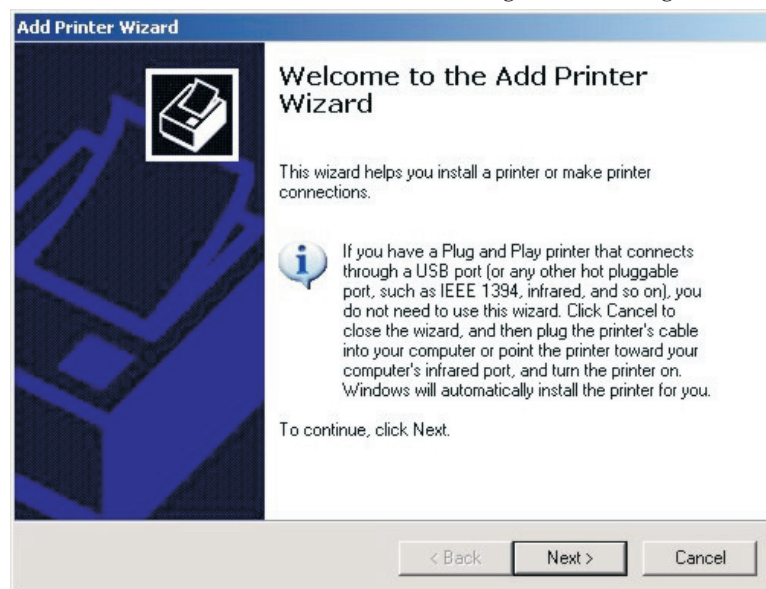 Add Printer Wizard
Welcome to the Add Printer
Wizard
This wizard helps you install a printer or make printer
connections.
If you have a Plug and Play printer that connects
through a USB port (or any other hot pluggable
port, such as IEEE 1394, infrared, and so on), you
do not need to use this wizard. Click Cancel to
close the wizard, and then plug the printer's cable
into your computer or point the printer toward your
computer's infrared port, and turn the printer on.
Windows will automatically install the printer for you.
To continue, click Next.
< Back Next > Cancel